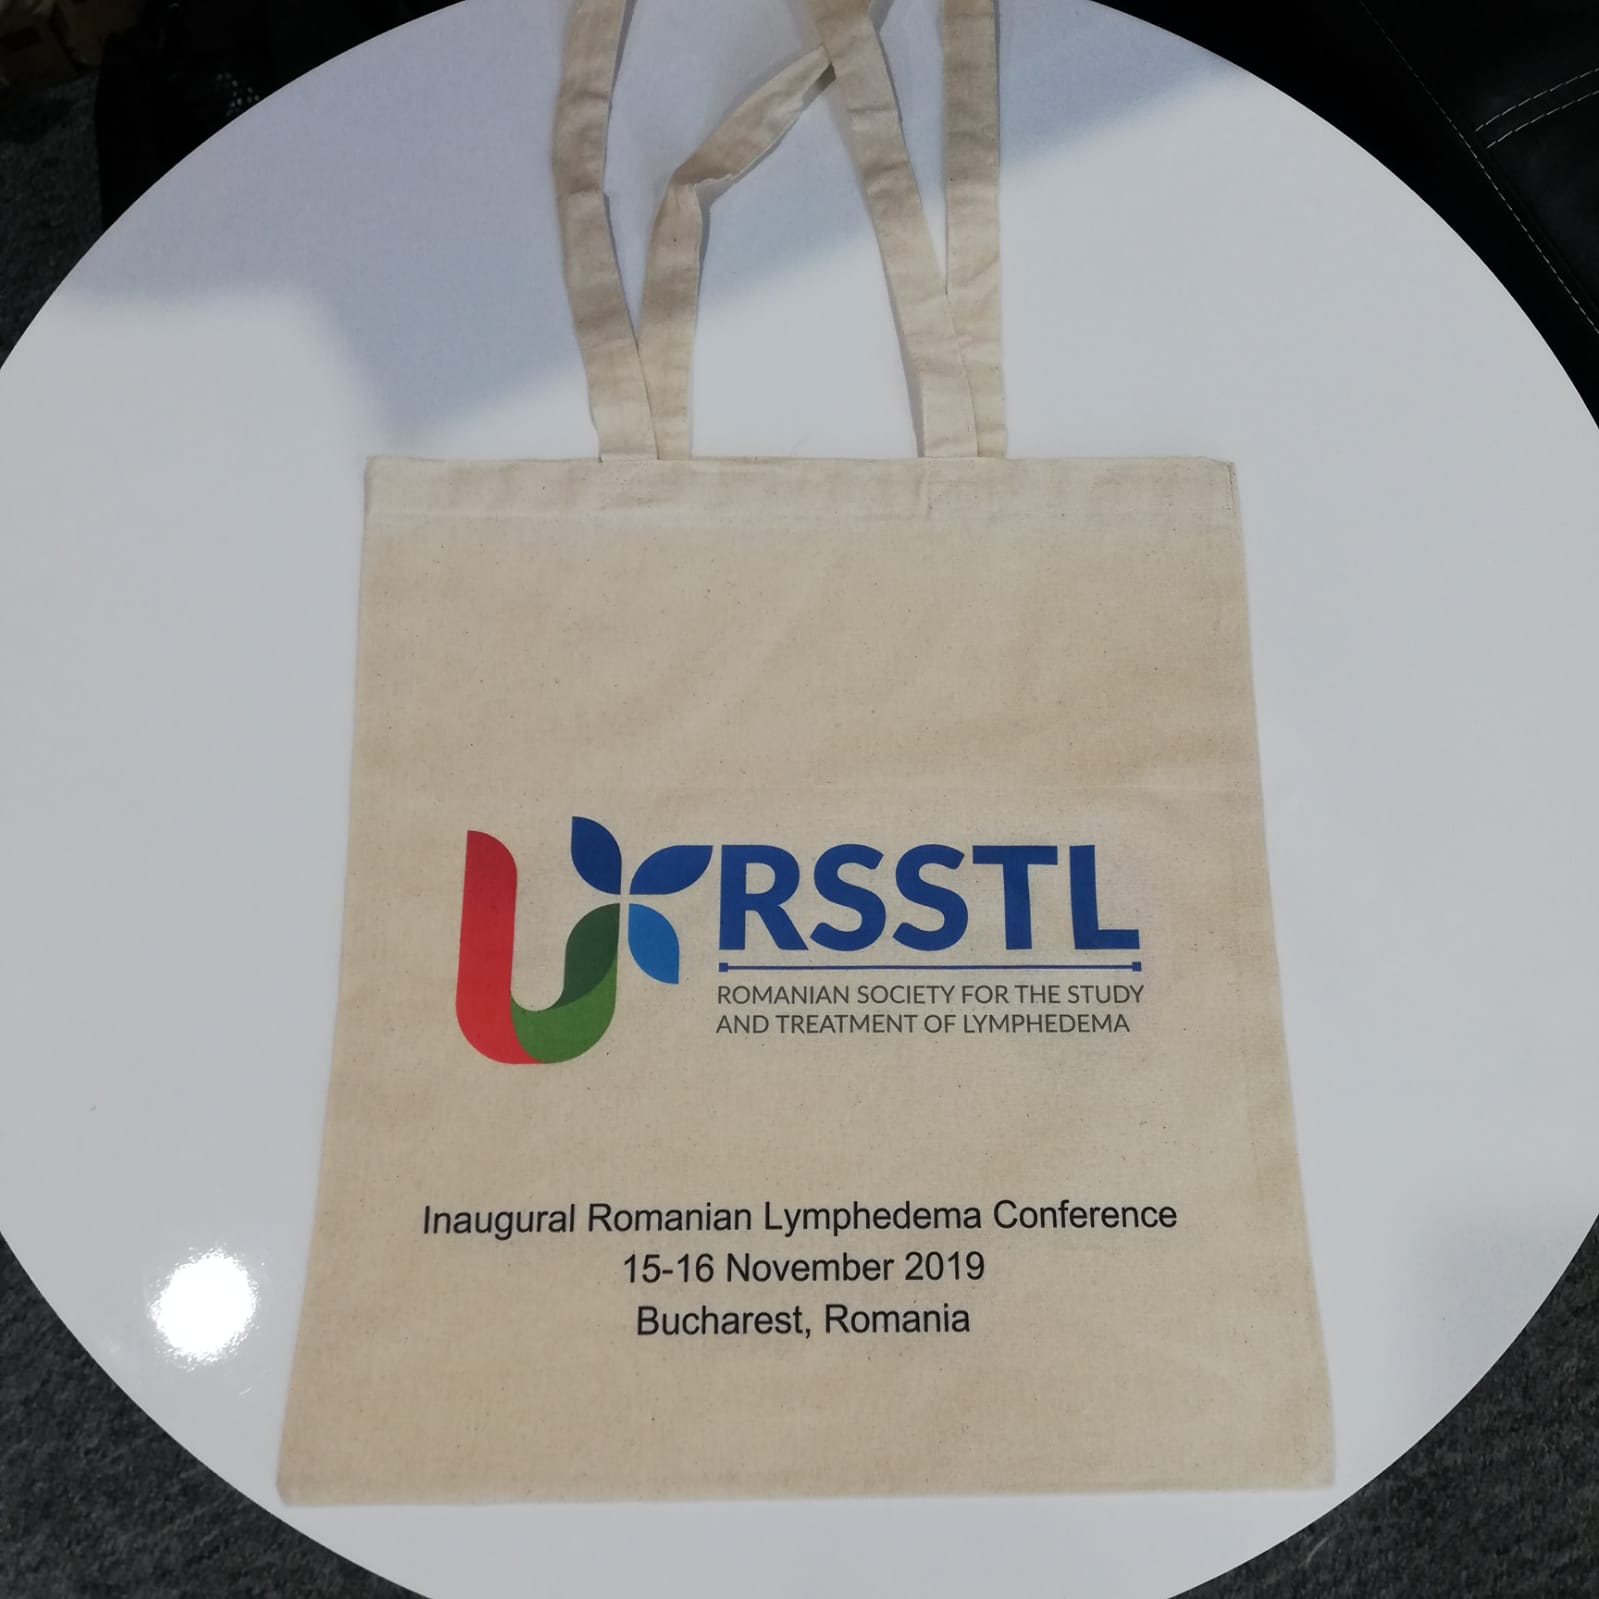 RSSTL
ROMANIAN SOCIETY FOR THE STUDY
AND TREATMENT OF LYMPHEDEMA
Inaugural Romanian Lymphedema Conference
15-16 November 2019
Bucharest, Romania